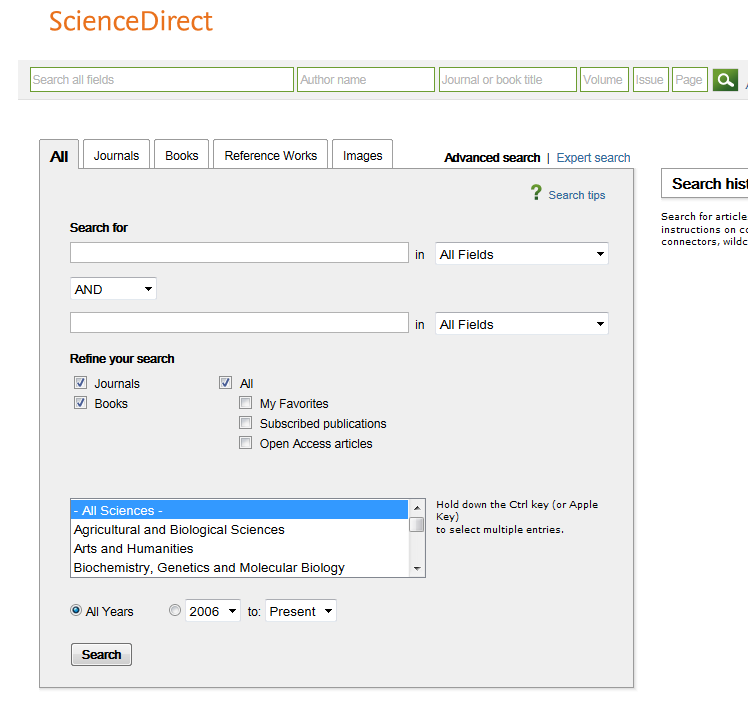 ScienceDirect
Search all fields Author name Journal or book title Volume Issue Page
All Journals Books Reference Works Images Advanced search | Expert search
? Search tips
Search for
in All Fields
AND
in All Fields
Refine your search
Journals All
Books My Favorites
Subscribed publications
Open Access articles
- All Sciences -
Agricultural and Biological Sciences
Arts and Humanities
Biochemistry, Genetics and Molecular Biology
Hold down the Ctrl key (or Apple
Key)
to select multiple entries.
All Years 2006 to: Present
Search
Search hist
Search for article
instructions on co
connectors, wildc